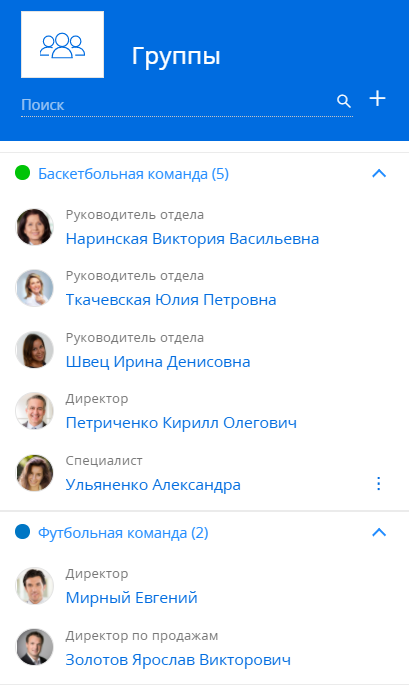 Группы
Поиск
Баскетбольная команда (5)
Руководитель отдела
Наринская Виктория Васильевна
Руководитель отдела
Ткачевская Юлия Петровна
Руководитель отдела
Швец Ирина Денисовна
Директор
Петриченко Кирилл Олегович
Специалист
Ульяненко Александра
Футбольная команда (2)
Директор
Мирный Евгений
Директор по продажам
Золотов Ярослав Викторович